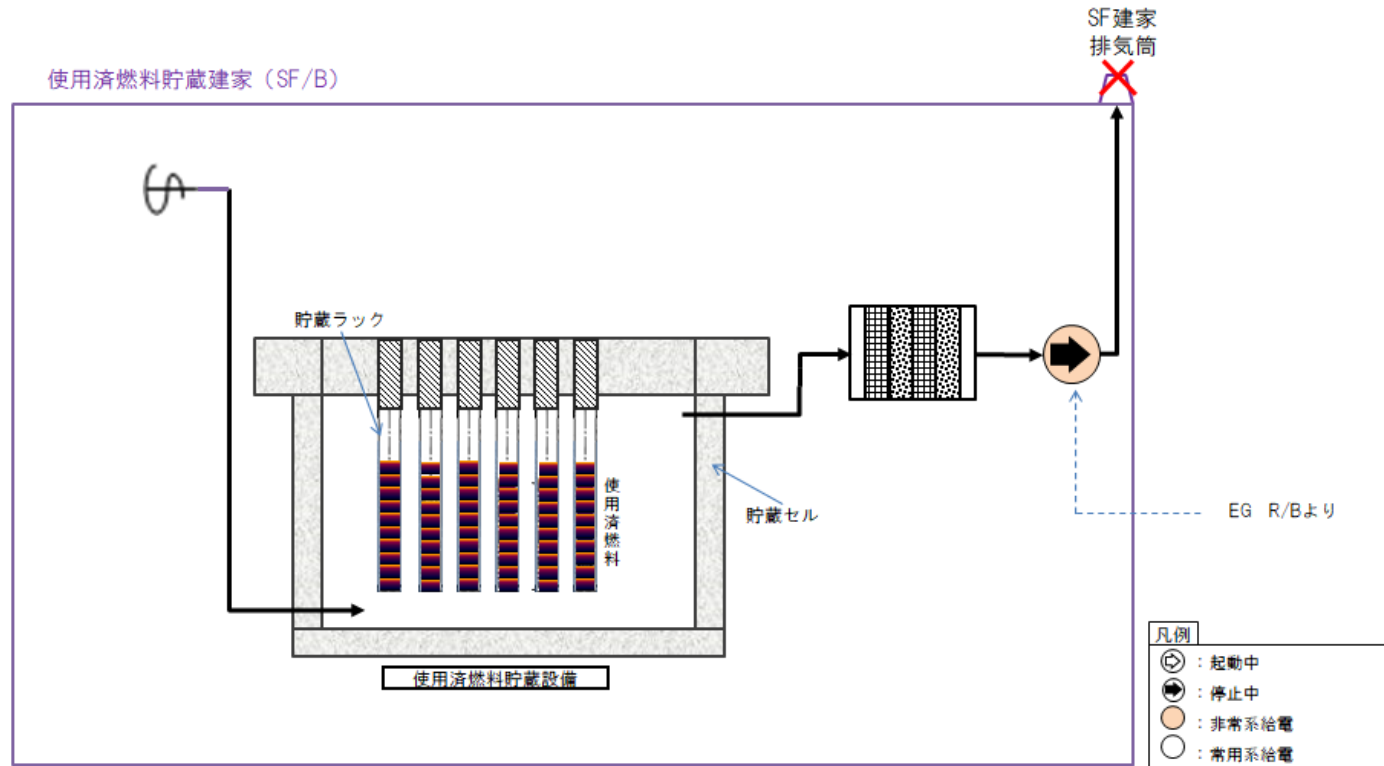 SF建家
排気筒
使用済燃料貯蔵建家（SF/B）
貯蔵ラック
使用済燃料
貯蔵セル
EG R/Bより
使用済燃料貯蔵設備
凡例
：起動中
：停止中
：非常系給電
：常用系給電